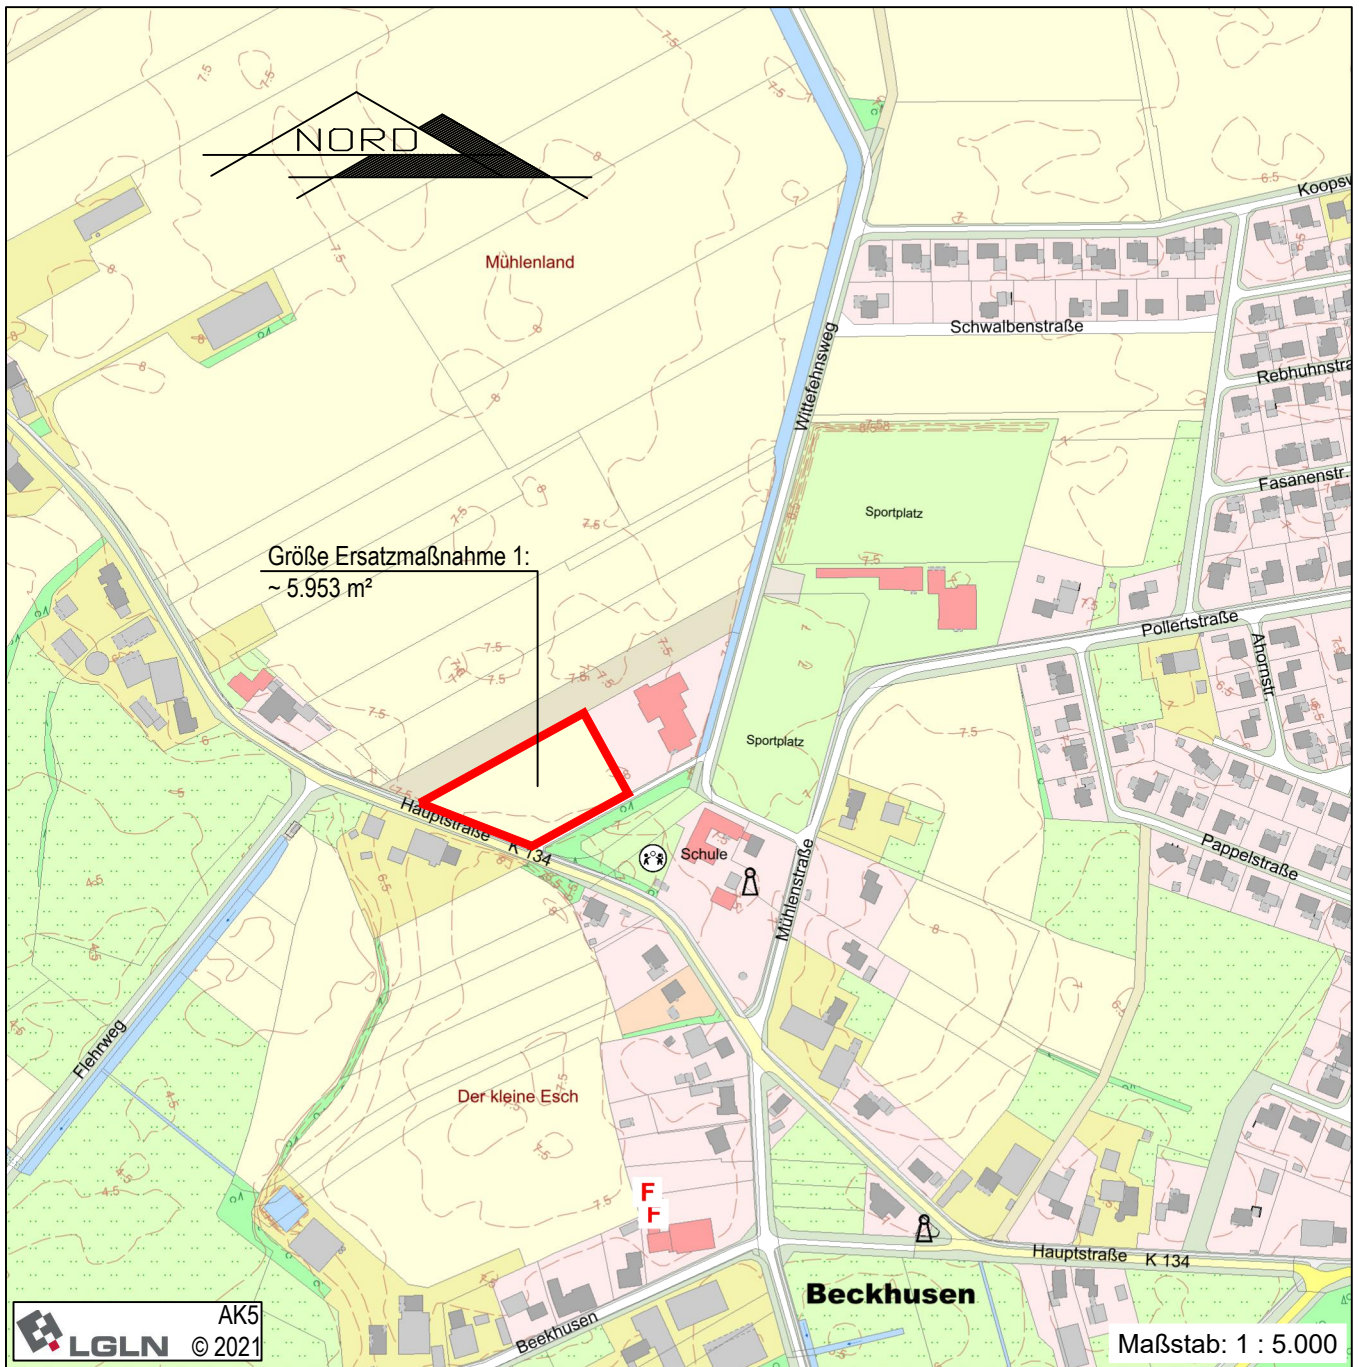 NORD
Mühlenland
Koopsw
Schwalbenstraße
Wittefehnsweg
Rebhuhnstra
Fasanenstr.
Sportplatz
Größe Ersatzmaßnahme 1:
~ 5.953 m²
Pollertstraße
Ahornstr.
Sportplatz
Hauptstraße K 134
Schule
Pappelstraße
Mühlenstraße
Flehrweg
Der kleine Esch
F
F
Hauptstraße K 134
Beckhusen
Beekhusen
LGLN
AK5
© 2021
Maßstab: 1 : 5.000